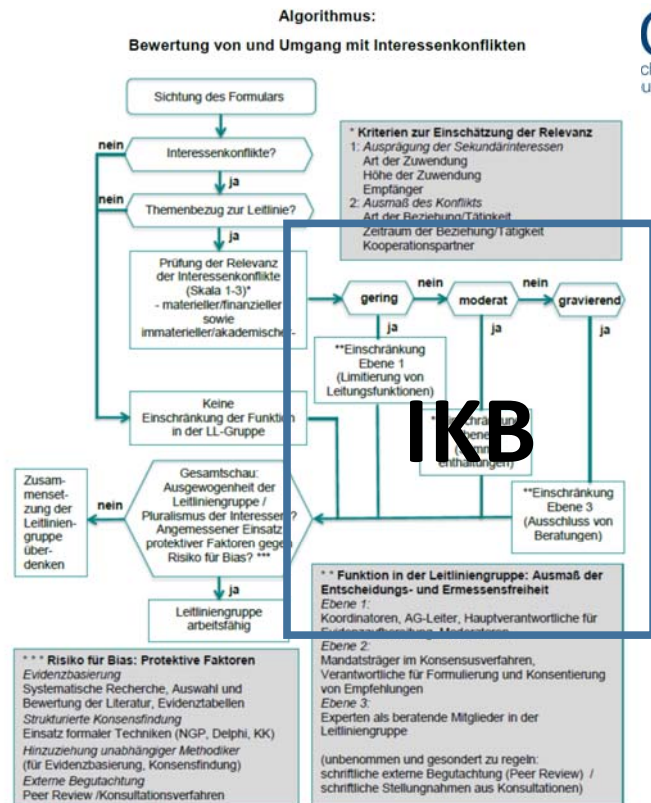 Algorithmus:
Bewertung von und Umgang mit Interessenkonflikten
Sichtung des Formulars
nein
Interessenkonflikte?
ja
nein
Themenbezug zur Leitlinie?
ja
* Kriterien zur Einschätzung der Relevanz
1: Ausprägung der Sekundärinteressen
Art der Zuwendung
Höhe der Zuwendung
Empfänger
2: Ausmaß des Konflikts
Art der Beziehung/Tätigkeit
Zeitraum der Beziehung/Tätigkeit
Kooperationspartner
Prüfung der Relevanz
der Interessenkonflikte
(Skala 1-3)*
- materieller/finanzieller
sowie
immaterieller/akademischer-
gering
nein
moderat
nein
gravierend
ja
ja
ja
**Einschränkung
Ebene 1
(Limitierung von
Leitungsfunktionen)
IKB
enthaltungen)
**Einschränkung
Ebene 3
(Ausschluss von
Beratungen)
Keine
Einschränkung der Funktion
in der LL-Gruppe
Zusam-
mensetz-
zung der
Leitlinien-
gruppe
über-
denken
nein
Gesamtschau:
Ausgewogenheit der
Leitliniengruppe /
Pluralismus der Interessen?
Angemessener Einsatz
protektiver Faktoren gegen
Risiko für Bias? ***
ja
Leitliniengruppe
arbeitsfähig
* * Funktion in der Leitliniengruppe: Ausmaß der
Entscheidungs- und Ermessensfreiheit
Ebene 1:
Koordinatoren, AG-Leiter, Hauptverantwortliche für
Evidenzaufbereitung, Moderatoren
Ebene 2:
Mandatsträger im Konsensusverfahren,
Verantwortliche für Formulierung und Konsentierung
von Empfehlungen
Ebene 3:
Experten als beratende Mitglieder in der
Leitliniengruppe
(unbenommen und gesondert zu regeln:
schriftliche externe Begutachtung (Peer Review) /
schriftliche Stellungnahmen aus Konsultationen)
* * * Risiko für Bias: Protektive Faktoren
Evidenzbasierung
Systematische Recherche, Auswahl und
Bewertung der Literatur, Evidenztabellen
Strukturierte Konsensfindung
Einsatz formaler Techniken (NGP, Delphi, KK)
Hinzuziehung unabhängiger Methodiker
(für Evidenzbasierung, Konsensfindung)
Externe Begutachtung
Peer Review /Konsultationsverfahren